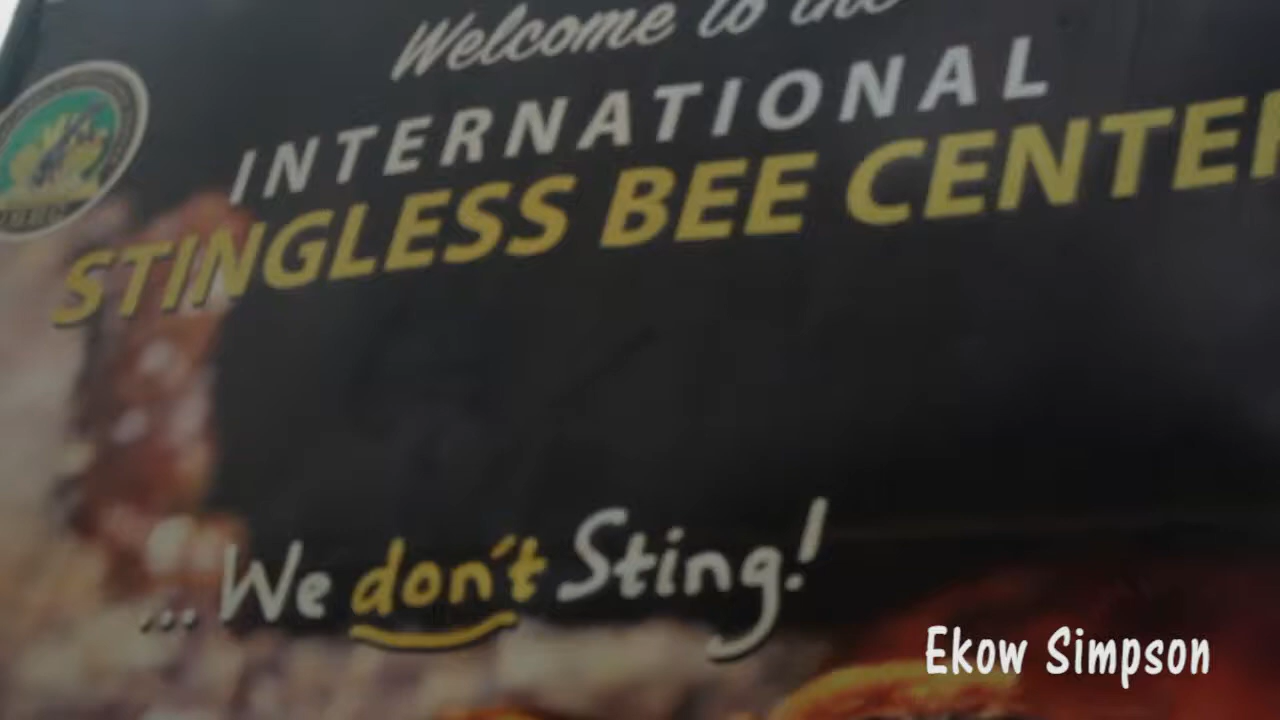 Welcome to the
INTERNATIONAL
STINGLESS BEE CENTER
... We don't Sting!
Ekow Simpson